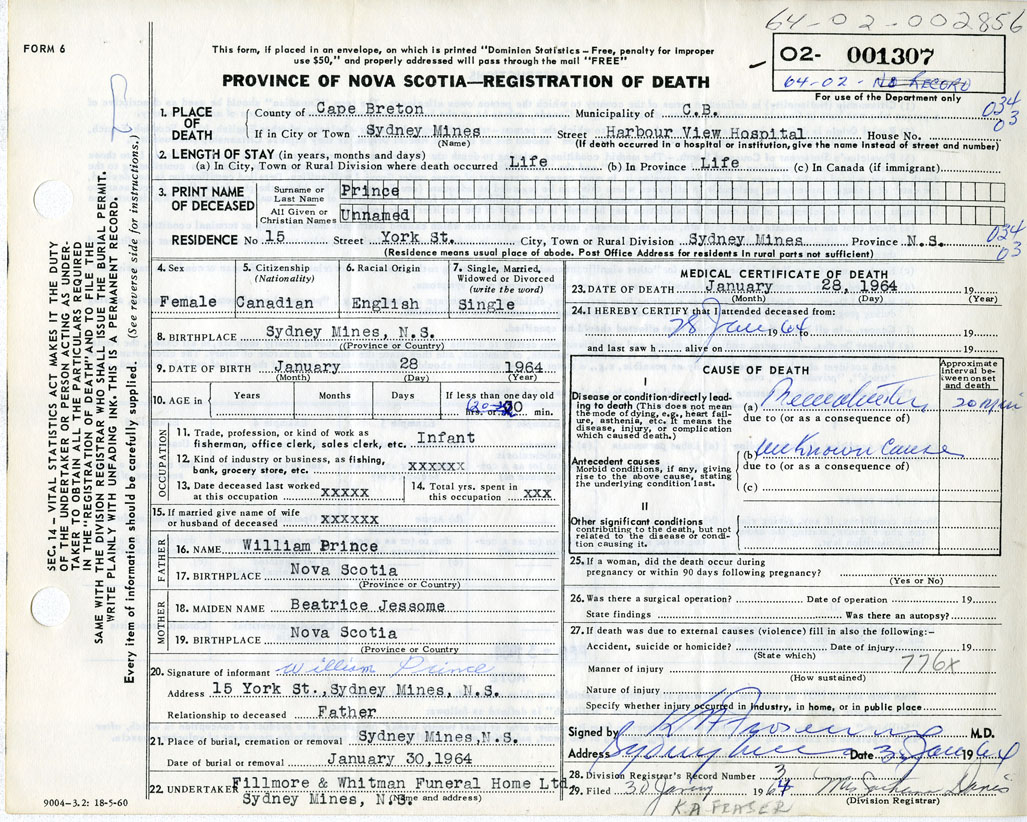 64-02-002856
FORM 6
This form, if placed in an envelope, on which is printed "Dominion Statistics - Free, penalty for improper
use $50," and properly addressed will pass through the mail "FREE"
02- 001307
64-02- No Record
For use of the Department only
PROVINCE OF NOVA SCOTIA—REGISTRATION OF DEATH
034
03
1. PLACE OF DEATH County of Cape Breton Municipality of C.B.
If in City or Town Sydney Mines Street Harbour View Hospital House No.
(Name) (If death occurred in a hospital or institution, give the name instead of street and number)
2. LENGTH OF STAY (in years, months and days)
(a) In City, Town or Rural Division where death occurred Life (b) In Province Life (c) In Canada (if immigrant)
3. PRINT NAME OF DECEASED Surname or Last Name Prince
All Given or Christian Names Unnamed
RESIDENCE No 15 Street York St. City, Town or Rural Division Sydney Mines Province N.S.
034
03
(Residence means usual place of abode. Post Office Address for residents in rural parts not sufficient)
4. Sex 5. Citizenship (Nationality) 6. Racial Origin 7. Single, Married, Widowed or Divorced (write the word)
Female Canadian English Single
8. BIRTHPLACE Sydney Mines, N.S.
((Province or Country)
9. DATE OF BIRTH January 28 1964
(Month) (Day) (Year)
10. AGE in Years Months Days If less than one day old
hrs. or 20 min.
OCCUPATION
11. Trade, profession, or kind of work as
fisherman, office clerk, sales clerk, etc. Infant
12. Kind of industry or business, as fishing,
bank, grocery store, etc. xxxxxx
13. Date deceased last worked at this occupation xxxxx
14. Total yrs. spent in this occupation xxx
15. If married give name of wife
or husband of deceased xxxxxx
FATHER
16. NAME William Prince
17. BIRTHPLACE Nova Scotia
(Province or Country)
MOTHER
18. MAIDEN NAME Beatrice Jessome
19. BIRTHPLACE Nova Scotia
(Province or Country
20. Signature of informant William Prince
Address 15 York St., Sydney Mines, N.S.
Relationship to deceased Father
21. Place of burial, cremation or removal Sydney Mines, N.S.
Date of burial or removal January 30, 1964
22. UNDERTAKER Fillmore & Whitman Funeral Home Ltd
Sydney Mines, N.S.
(Name and address)
9004-3.2: 18-5-60
MEDICAL CERTIFICATE OF DEATH
23. DATE OF DEATH January 28, 1964 19
(Month) (Day) (Year)
24. I HEREBY CERTIFY that I attended deceased from:
28 Jan 1964 to 19
and last saw h alive on 19
CAUSE OF DEATH
Approximate interval between onset and death
I
Disease or condition directly leading to death (This does not mean
the mode of dying, e.g., heart failure, asthenia, etc. It means the
disease, injury, or complication
which caused death.)
(a) Prematurity 20 min
due to (or as a consequence of)
Antecedent causes
Morbid conditions, if any, giving
rise to the above cause, stating
the underlying condition last.
(b) unknown cause
due to (or as a consequence of)
(c)
II
Other significant conditions
contributing to the death, but not
related to the disease or condition causing it.
25. If a woman, did the death occur during
pregnancy or within 90 days following pregnancy?
(Yes or No)
26. Was there a surgical operation? Date of operation 19
State findings Was there an autopsy?
27. If death was due to external causes (violence) fill in also the following:—
Accident, suicide or homicide? Date of injury 19
(State which)
776x
Manner of injury
(How sustained)
Nature of injury
Specify whether injury occurred in industry, in home, or in public place
Signed by M.D.
Address Sydney Mines Date 3 Jan 1964
28. Division Registrar's Record Number 3
29. Filed 30 Jany 1964
(Division Registrar)
K.A FRASER
SEC. 14 - VITAL STATISTICS ACT MAKES IT THE DUTY
OF THE UNDERTAKER OR PERSON ACTING AS UNDERTAKER TO OBTAIN ALL THE PARTICULARS REQUIRED
IN THE "REGISTRATION OF DEATH" AND TO FILE THE
SAME WITH THE DIVISION REGISTRAR WHO SHALL ISSUE THE BURIAL PERMIT.
WRITE PLAINLY WITH UNFADING INK. THIS IS A PERMANENT RECORD.
Every item of information should be carefully supplied. (See reverse side for instructions.)